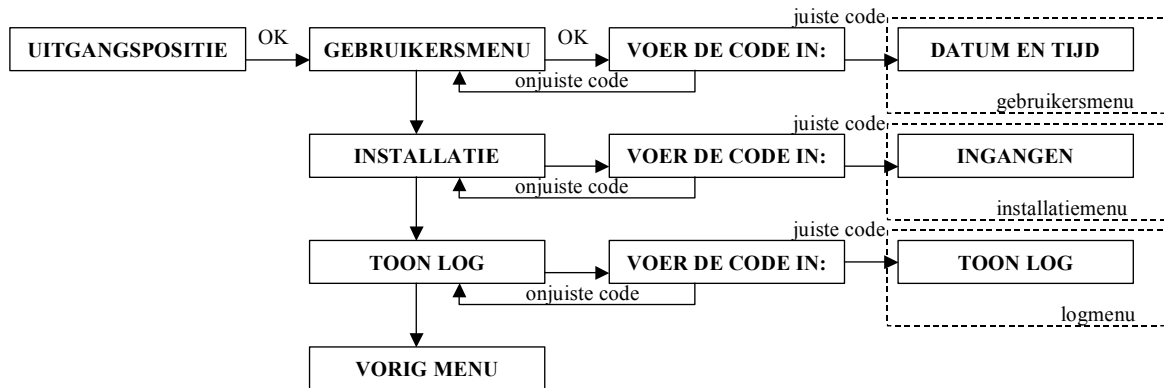 juiste code
OK
OK
UITGANGSPOSITIE
GEBRUIKERSMENU
VOER DE CODE IN:
DATUM EN TIJD
onjuiste code
gebruikersmenu
juiste code
INSTALLATIE
VOER DE CODE IN:
INGANGEN
onjuiste code
installatiemenu
juiste code
TOON LOG
VOER DE CODE IN:
TOON LOG
onjuiste code
logmenu
VORIG MENU